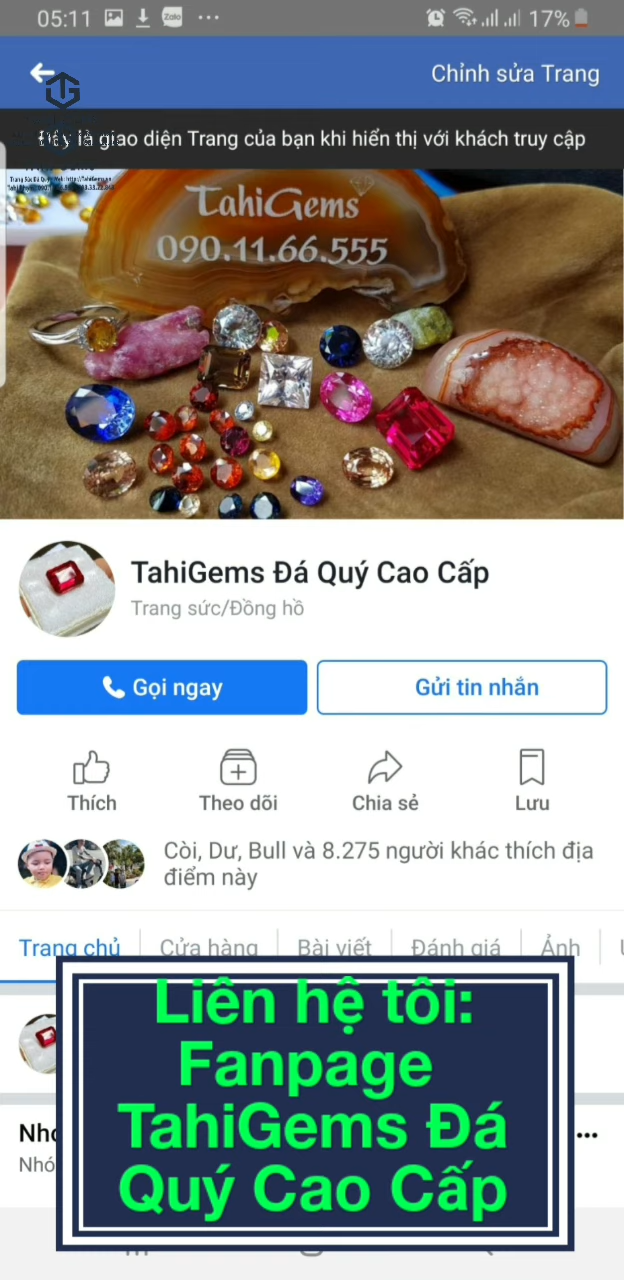 05:11
Zalo
17%
Chỉnh sửa Trang
Đây là giao diện Trang của bạn khi hiển thị với khách truy cập
TahiGems
090.11.66.555
TahiGems Đá Quý Cao Cấp
Trang sức/Đồng hồ
Gọi ngay
Gửi tin nhắn
Thích
Theo dõi
Chia sẻ
Lưu
Còi, Dư, Bull và 8.275 người khác thích địa
điểm này
Trang chủ
Cửa hàng
Bài viết
Đánh giá
Ảnh
Liên hệ tôi:
Fanpage
TahiGems Đá
Quý Cao Cấp
Nhó